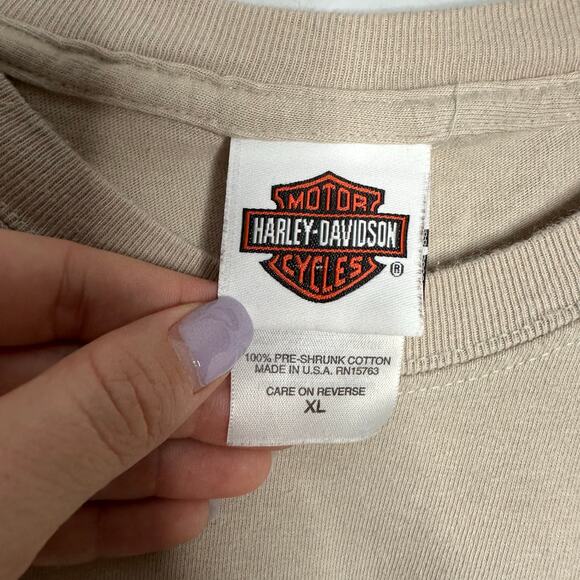 MOTOR
HARLEY-DAVIDSON
CYCLES
®
100% PRE-SHRUNK COTTON
MADE IN U.S.A. RN15763
CARE ON REVERSE
XL